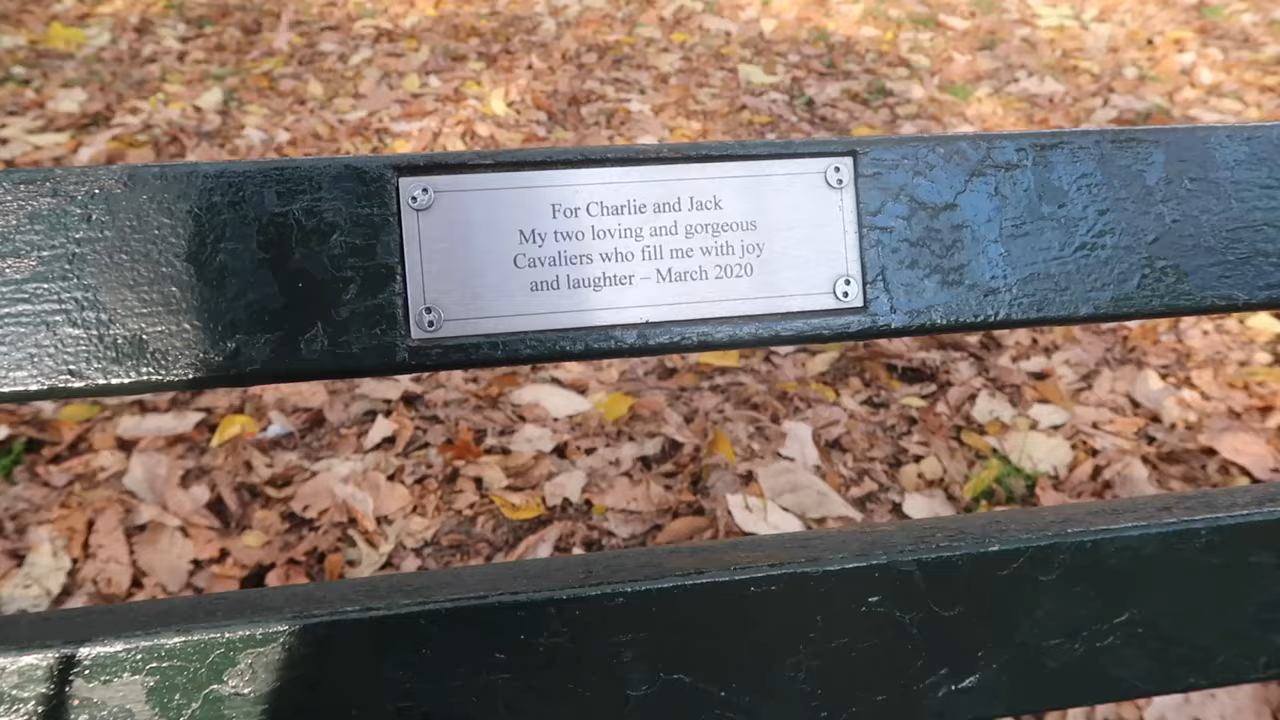 For Charlie and Jack
My two loving and gorgeous
Cavaliers who fill me with joy
and laughter – March 2020